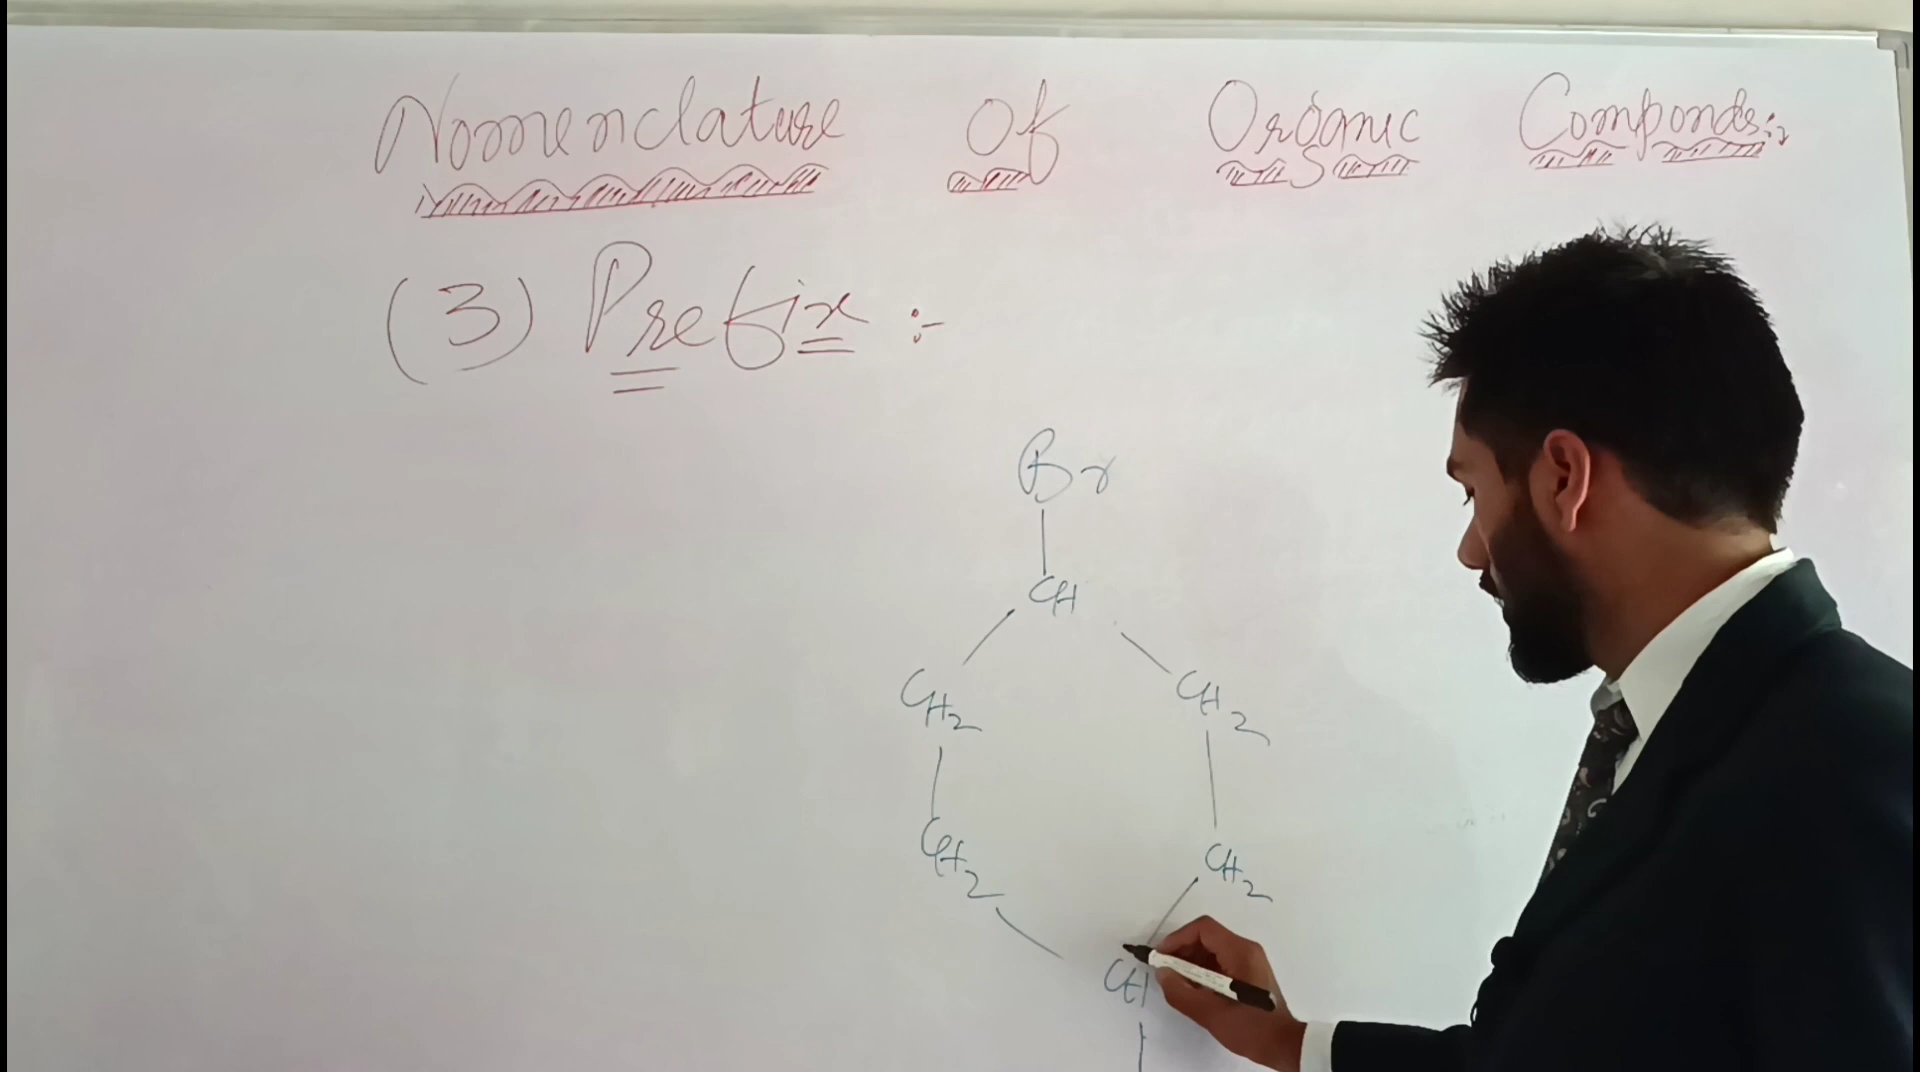 Nomenclature Of Organic Componds:-
(3) Prefix :-
Br
CH
CH2 CH2
CH2 CH2
CH